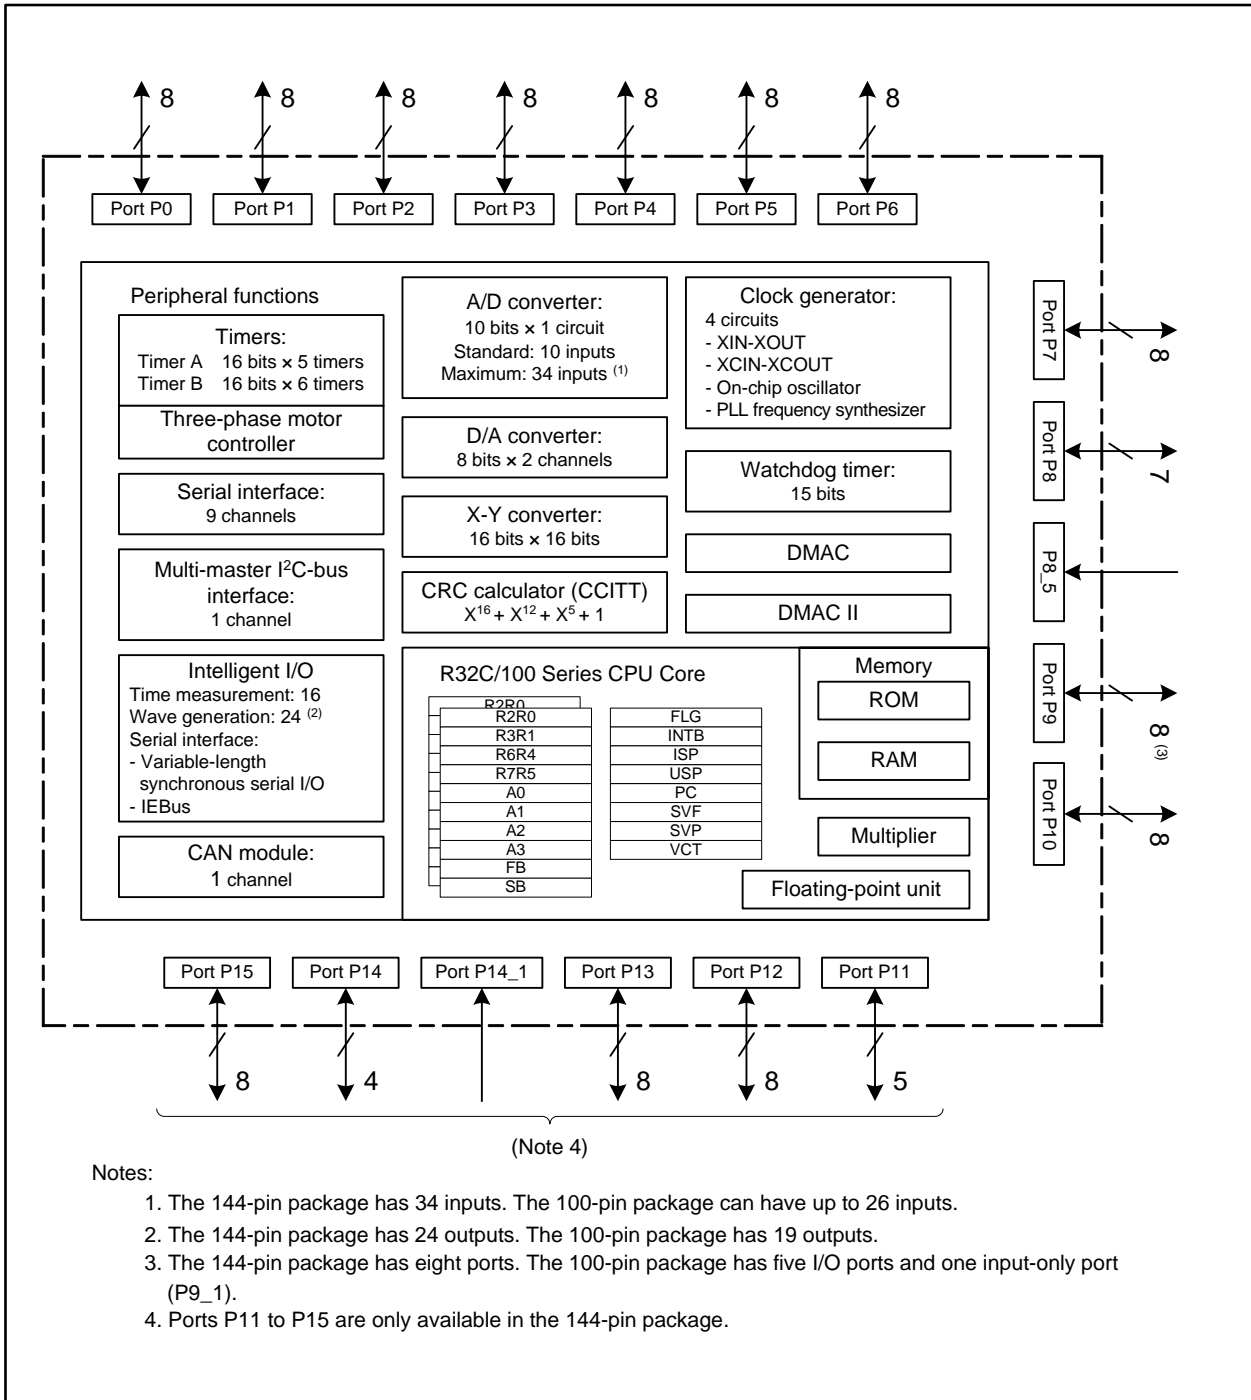 8 8 8 8 8 8 8
Port P0 Port P1 Port P2 Port P3 Port P4 Port P5 Port P6
Peripheral functions
Timers:
Timer A 16 bits × 5 timers
Timer B 16 bits × 6 timers
Three-phase motor
controller
Serial interface:
9 channels
Multi-master I²C-bus
interface:
1 channel
Intelligent I/O
Time measurement: 16
Wave generation: 24 (2)
Serial interface:
- Variable-length
synchronous serial I/O
- IEBus
CAN module:
1 channel
A/D converter:
10 bits × 1 circuit
Standard: 10 inputs
Maximum: 34 inputs (1)
D/A converter:
8 bits × 2 channels
X-Y converter:
16 bits × 16 bits
CRC calculator (CCITT)
X¹⁶ + X¹² + X⁵ + 1
Clock generator:
4 circuits
- XIN-XOUT
- XCIN-XCOUT
- On-chip oscillator
- PLL frequency synthesizer
Watchdog timer:
15 bits
DMAC
DMAC II
R32C/100 Series CPU Core
R2R0
R2R0
R3R1
R6R4
R7R5
A0
A1
A2
A3
FB
SB
FLG
INTB
ISP
USP
PC
SVF
SVP
VCT
Memory
ROM
RAM
Multiplier
Floating-point unit
Port P7
8
Port P8
7
P8_5
Port P9
8 (3)
Port P10
8
Port P15 Port P14 Port P14_1 Port P13 Port P12 Port P11
8 4 8 8 5
(Note 4)
Notes:
1. The 144-pin package has 34 inputs. The 100-pin package can have up to 26 inputs.
2. The 144-pin package has 24 outputs. The 100-pin package has 19 outputs.
3. The 144-pin package has eight ports. The 100-pin package has five I/O ports and one input-only port
(P9_1).
4. Ports P11 to P15 are only available in the 144-pin package.